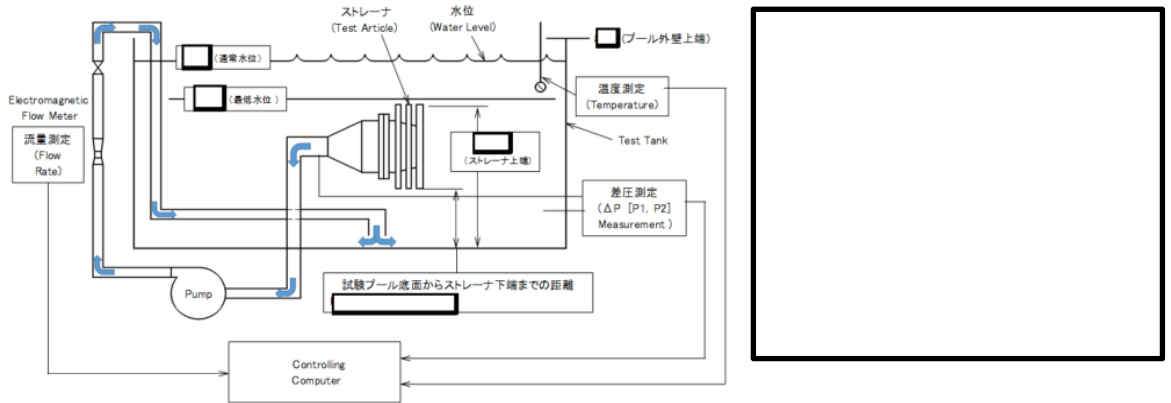 ストレーナ
(Test Article)
水位
(Water Level)
(プール外壁上端)
(通常水位)
(最低水位)
温度測定
(Temperature)
Electromagnetic
Flow Meter
流量測定
(Flow
Rate)
(ストレーナ上端)
Test Tank
差圧測定
(ΔP [P1, P2]
Measurement)
試験プール底面からストレーナ下端までの距離
Pump
Controlling
Computer